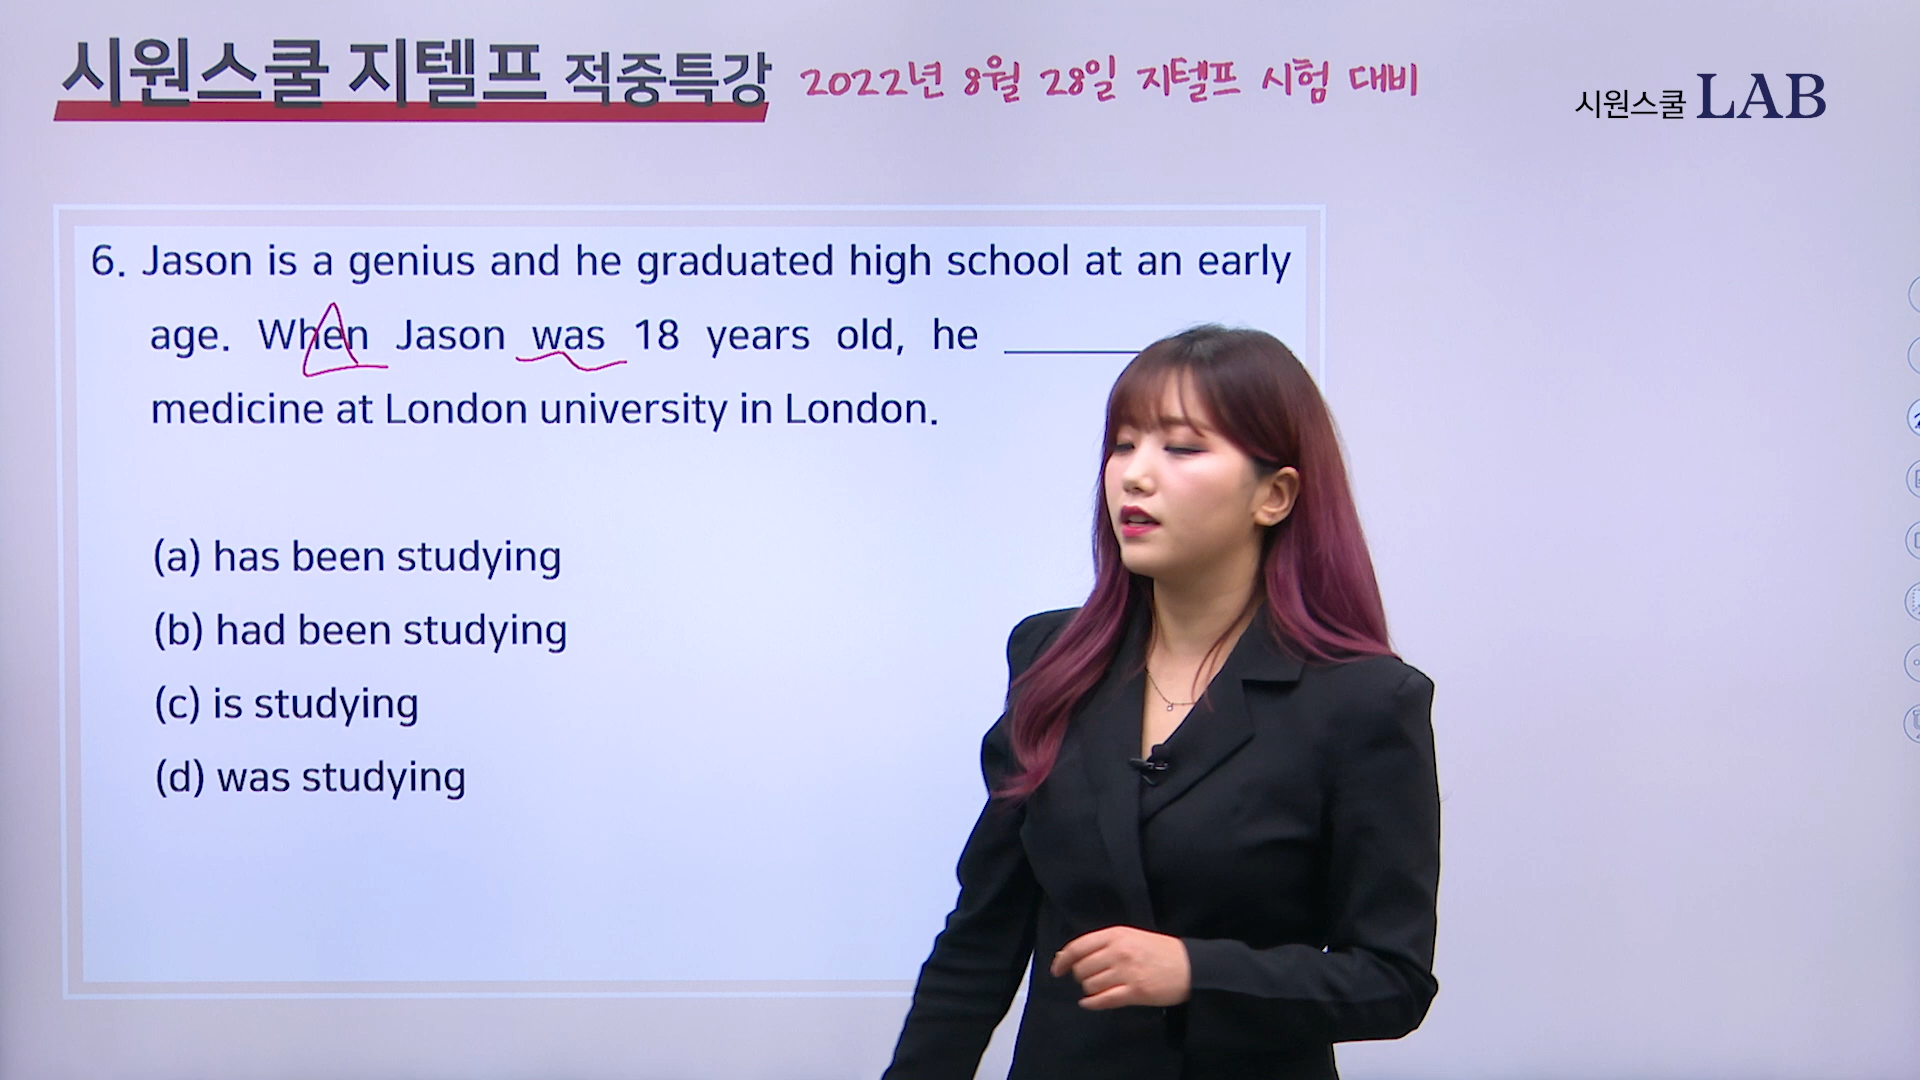 시원스쿨 지텔프 적중특강 2022년 8월 28일 지텔프 시험 대비
시원스쿨 LAB
6. Jason is a genius and he graduated high school at an early
age. When Jason was 18 years old, he
medicine at London university in London.
(a) has been studying
(b) had been studying
(c) is studying
(d) was studying